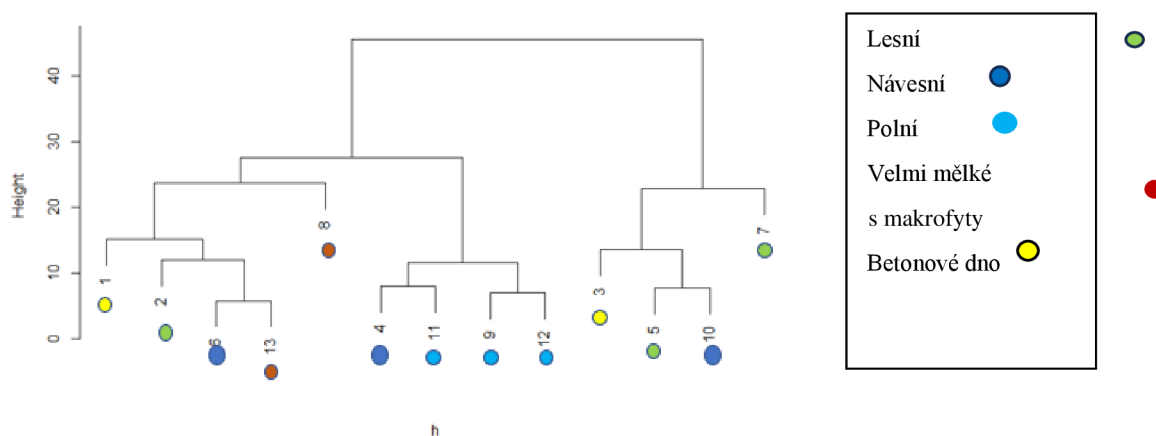 40
30
20
10
0
Height
1
2
6
13
8
4
11
9
12
3
5
10
7
h
Lesní
Návesní
Polní
Velmi mělké
s makrofyty
Betonové dno